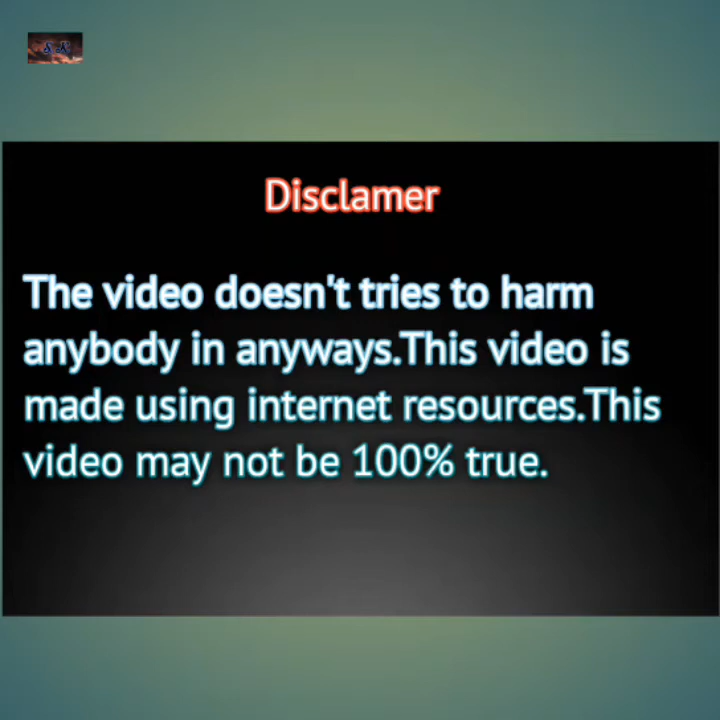 Disclamer
The video doesn't tries to harm
anybody in anyways.This video is
made using internet resources.This
video may not be 100% true.